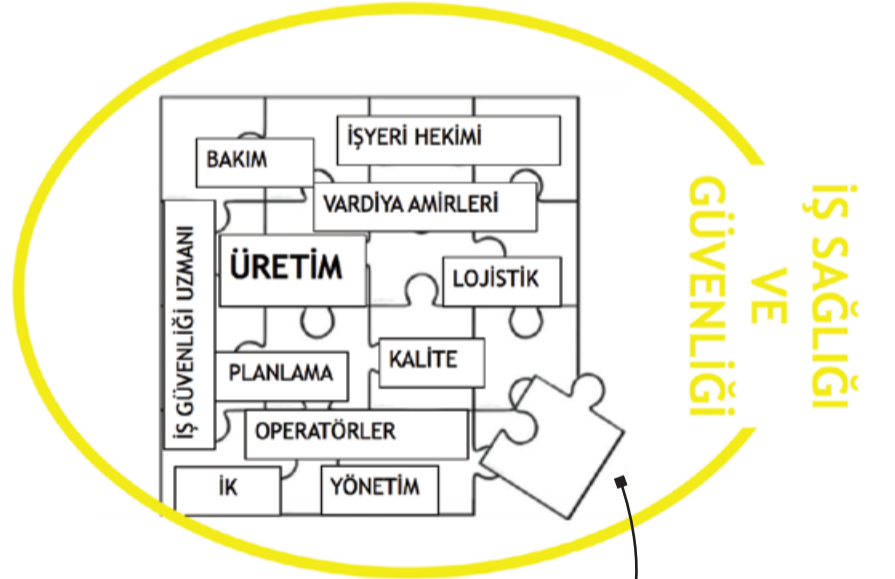 İŞYERİ HEKİMİ
BAKIM
VARDİYA AMİRLERİ
İŞ GÜVENLİĞİ UZMANI
ÜRETİM
LOJİSTİK
KALİTE
PLANLAMA
OPERATÖRLER
İK
YÖNETİM
İŞ SAĞLIĞI
VE
GÜVENLİĞİ